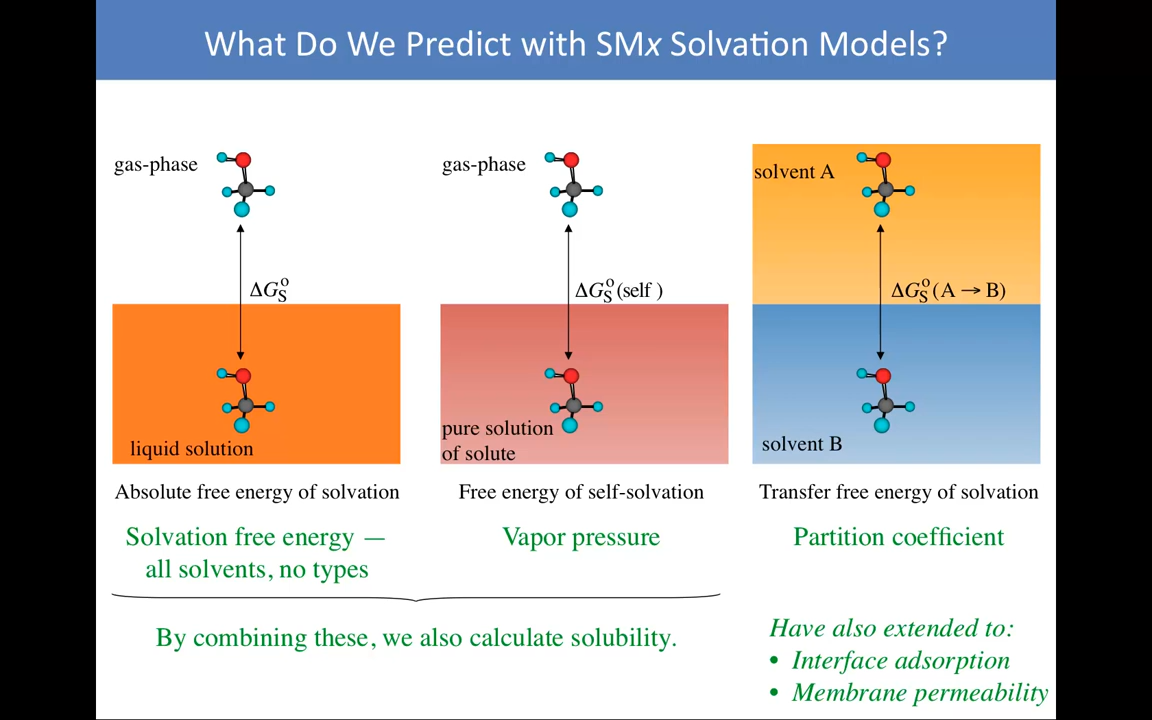 What Do We Predict with SMx Solvation Models?
gas-phase
ΔG°S
liquid solution
Absolute free energy of solvation
Solvation free energy —
all solvents, no types
gas-phase
ΔG°S(self )
pure solution
of solute
Free energy of self-solvation
Vapor pressure
By combining these, we also calculate solubility.
solvent A
ΔG°S(A → B)
solvent B
Transfer free energy of solvation
Partition coefficient
Have also extended to:
• Interface adsorption
• Membrane permeability